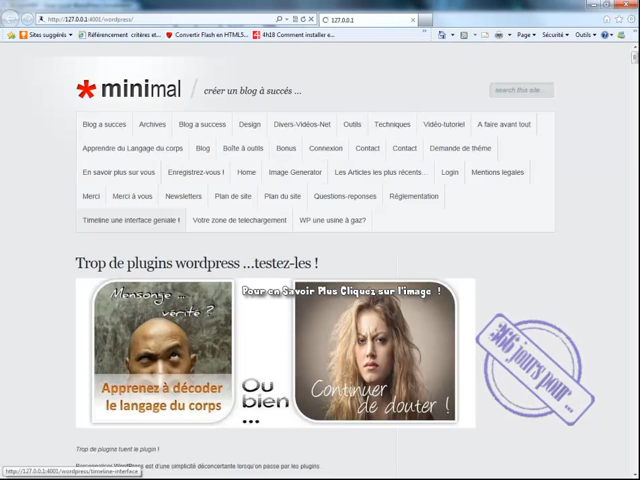 http://127.0.0.1:4001/wordpress/
127.0.0.1
Sites suggérés
Référencement critères et...
Convertir Flash en HTML5...
4h18 Comment installer e...
Page
Sécurité
Outils
*minimal / créer un blog à succés ...
search this site...
Blog a succes Archives Blog a success Design Divers-Vidéos-Net Outils Techniques Vidéo-tutoriel A faire avant tout
Apprendre du Langage du corps Blog Boîte à outils Bonus Connexion Contact Contact Demande de thême
En savoir plus sur vous Enregistrez-vous ! Home Image Generator Les Articles les plus récents... Login Mentions legales
Merci Merci à vous Newsletters Plan de site Plan du site Questions-reponses Réglementation
Timeline une interface geniale ! Votre zone de telechargement WP une usine à gaz?
Trop de plugins wordpress ...testez-les !
Pour en Savoir Plus Cliquez sur l'image !
Mensonge ...
vérité ?
Apprenez à décoder
le langage du corps
Ou
bien
...
Continuer
de douter !
366 jours pour...
Trop de plugins tuent le plugin !
Personnaliser WordPress est d'une simplicité déconcertante lorsqu'on passe par les plugins.
http://127.0.0.1:4001/wordpress/timeline-interface